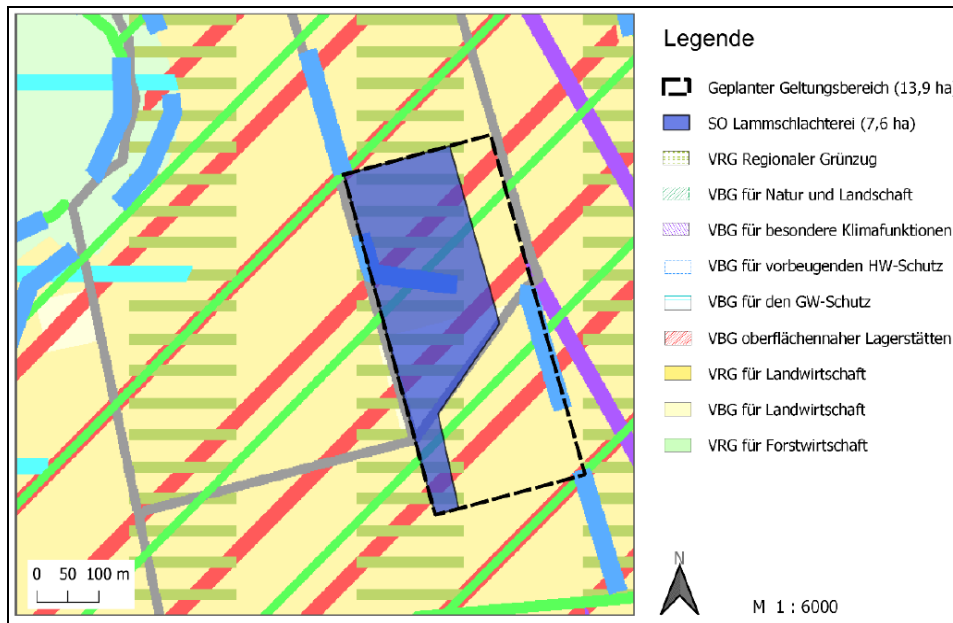 Legende
Geplanter Geltungsbereich (13,9 ha)
SO Lammschlachterei (7,6 ha)
VRG Regionaler Grünzug
VBG für Natur und Landschaft
VBG für besondere Klimafunktionen
VBG für vorbeugenden HW-Schutz
VBG für den GW-Schutz
VBG oberflächennaher Lagerstätten
VRG für Landwirtschaft
VBG für Landwirtschaft
VRG für Forstwirtschaft
0 50 100 m
N
M 1 : 6000